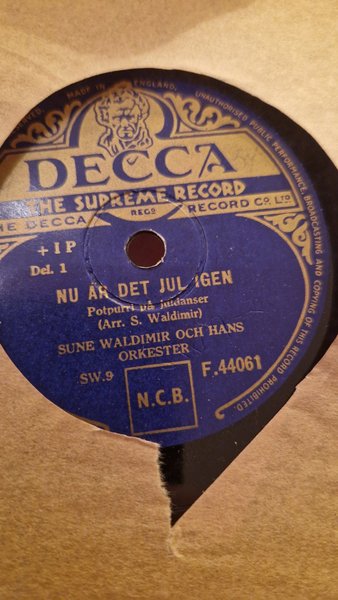 RVED. MADE IN ENGLAND. UNAUTHORISED PUBLIC PERFORMANCE BROADCASTING AND COPYING OF THIS RECORD PROHIBITED.
DECCA
THE SUPREME RECORD
THE DECCA REGD RECORD CO. LTD
+ I P
Del. 1
NU ÄR DET JUL IGEN
Potpurri på juldanser
(Arr. S. Waldimir)
SUNE WALDIMIR OCH HANS
ORKESTER
SW.9
N.C.B.
F.44061